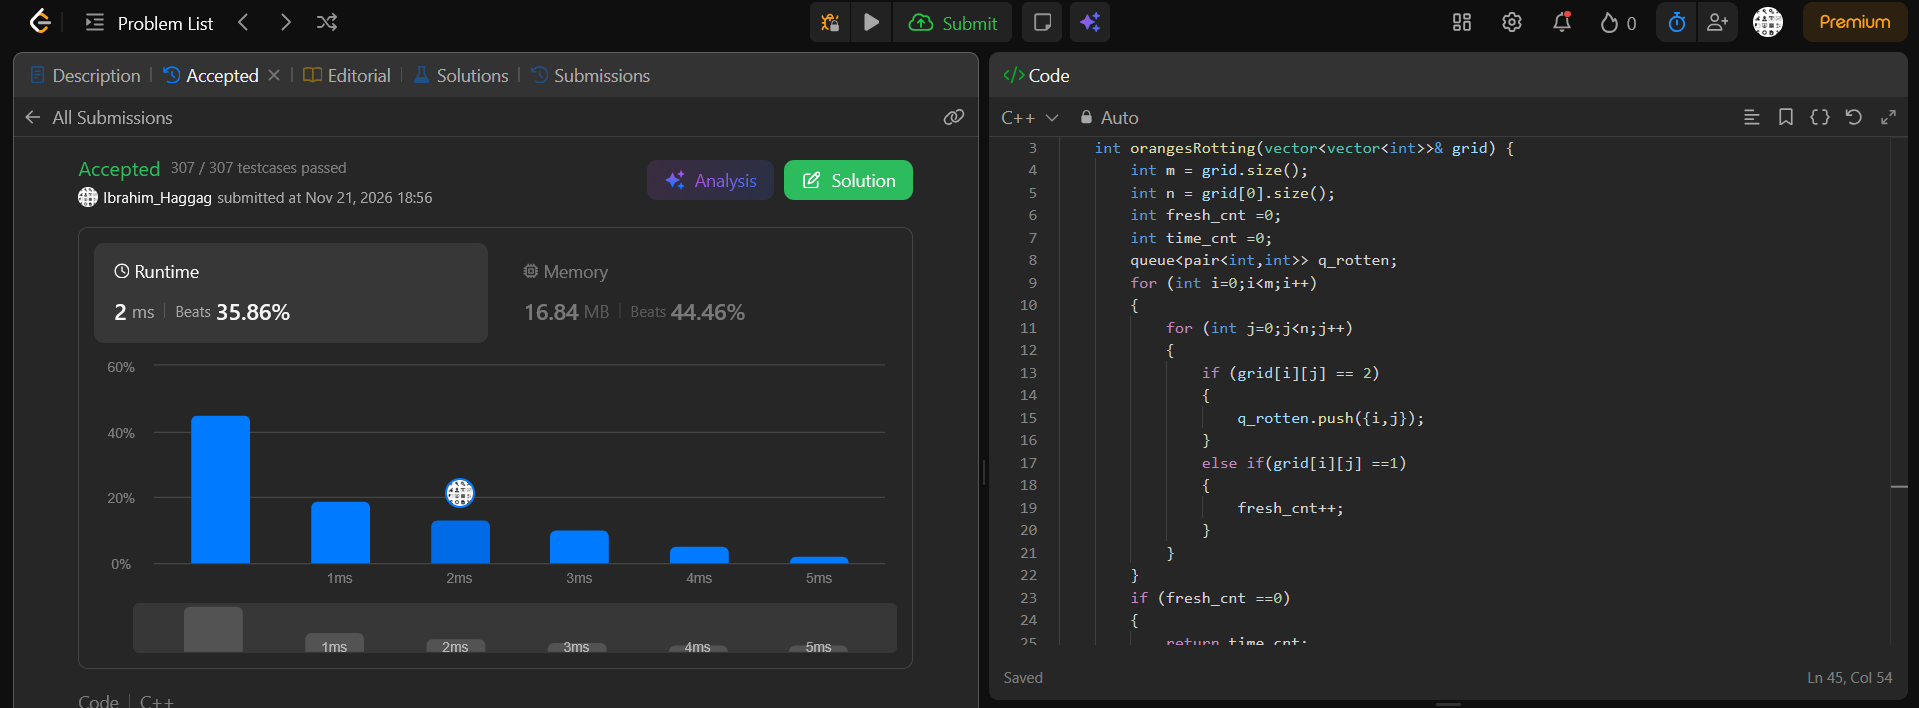 Problem List
Submit
0
Premium
Description
Accepted
Editorial
Solutions
Submissions
All Submissions
Accepted 307 / 307 testcases passed
Ibrahim_Haggag submitted at Nov 21, 2026 18:56
Analysis
Solution
Runtime
2 ms Beats 35.86%
Memory
16.84 MB Beats 44.46%
60%
40%
20%
0%
1ms 2ms 3ms 4ms 5ms
1ms 2ms 3ms 4ms 5ms
Code C++
</> Code
C++ Auto
3 int orangesRotting(vector<vector<int>>& grid) {
4 int m = grid.size();
5 int n = grid[0].size();
6 int fresh_cnt =0;
7 int time_cnt =0;
8 queue<pair<int,int>> q_rotten;
9 for (int i=0;i<m;i++)
10 {
11 for (int j=0;j<n;j++)
12 {
13 if (grid[i][j] == 2)
14 {
15 q_rotten.push({i,j});
16 }
17 else if(grid[i][j] ==1)
18 {
19 fresh_cnt++;
20 }
21 }
22 }
23 if (fresh_cnt ==0)
24 {
25 return time_cnt;
Saved
Ln 45, Col 54